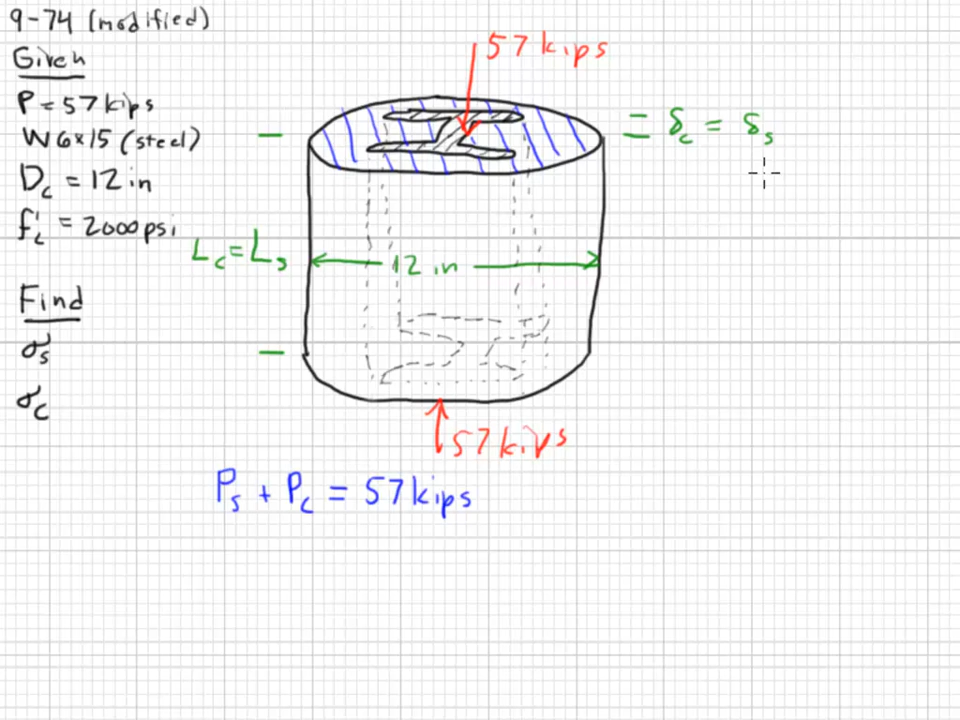 9-74 (modified)
Given
P = 57 kips
W 6x15 (steel)
D_c = 12 in
f'_c = 2000 psi
Find
σ_s
σ_c
57 kips
= δ_c = δ_s
L_c = L_s
12 in
57 kips
P_s + P_c = 57 kips